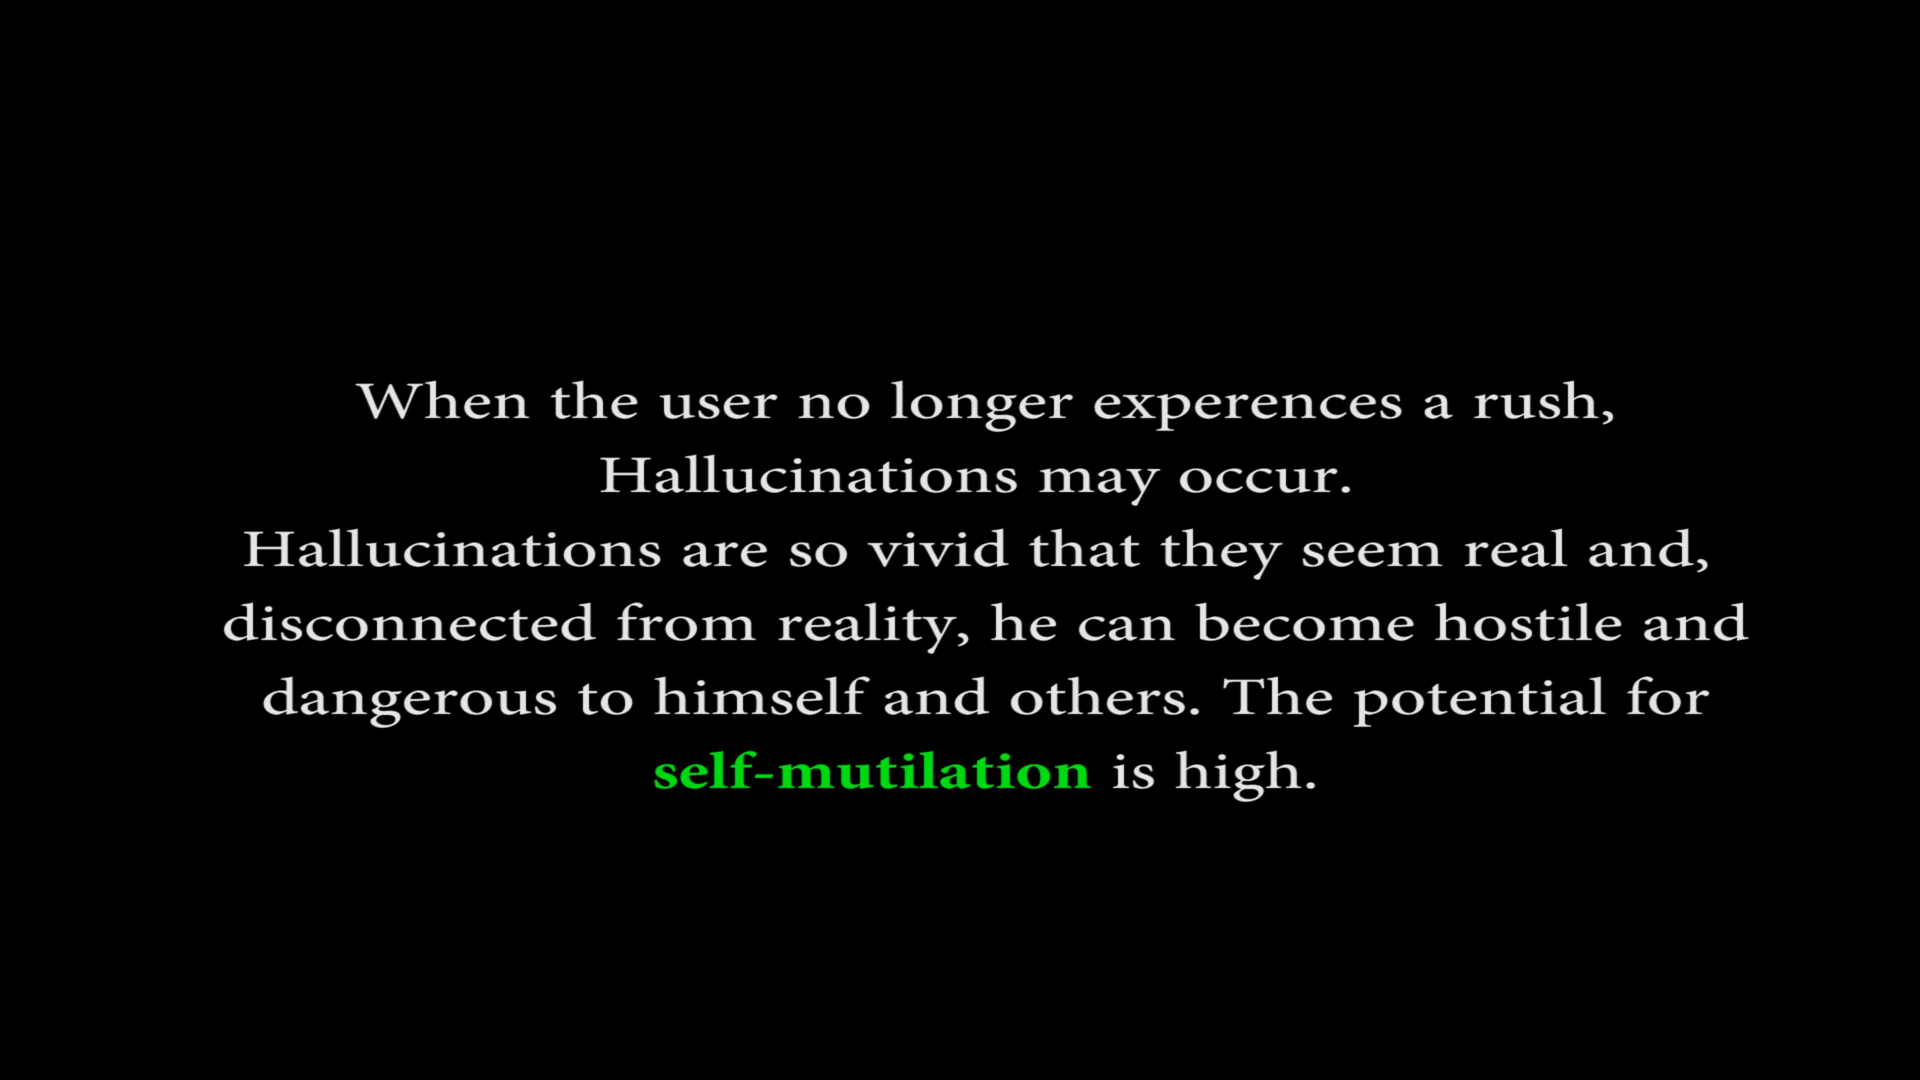 When the user no longer experences a rush,
Hallucinations may occur.
Hallucinations are so vivid that they seem real and,
disconnected from reality, he can become hostile and
dangerous to himself and others. The potential for
self-mutilation is high.